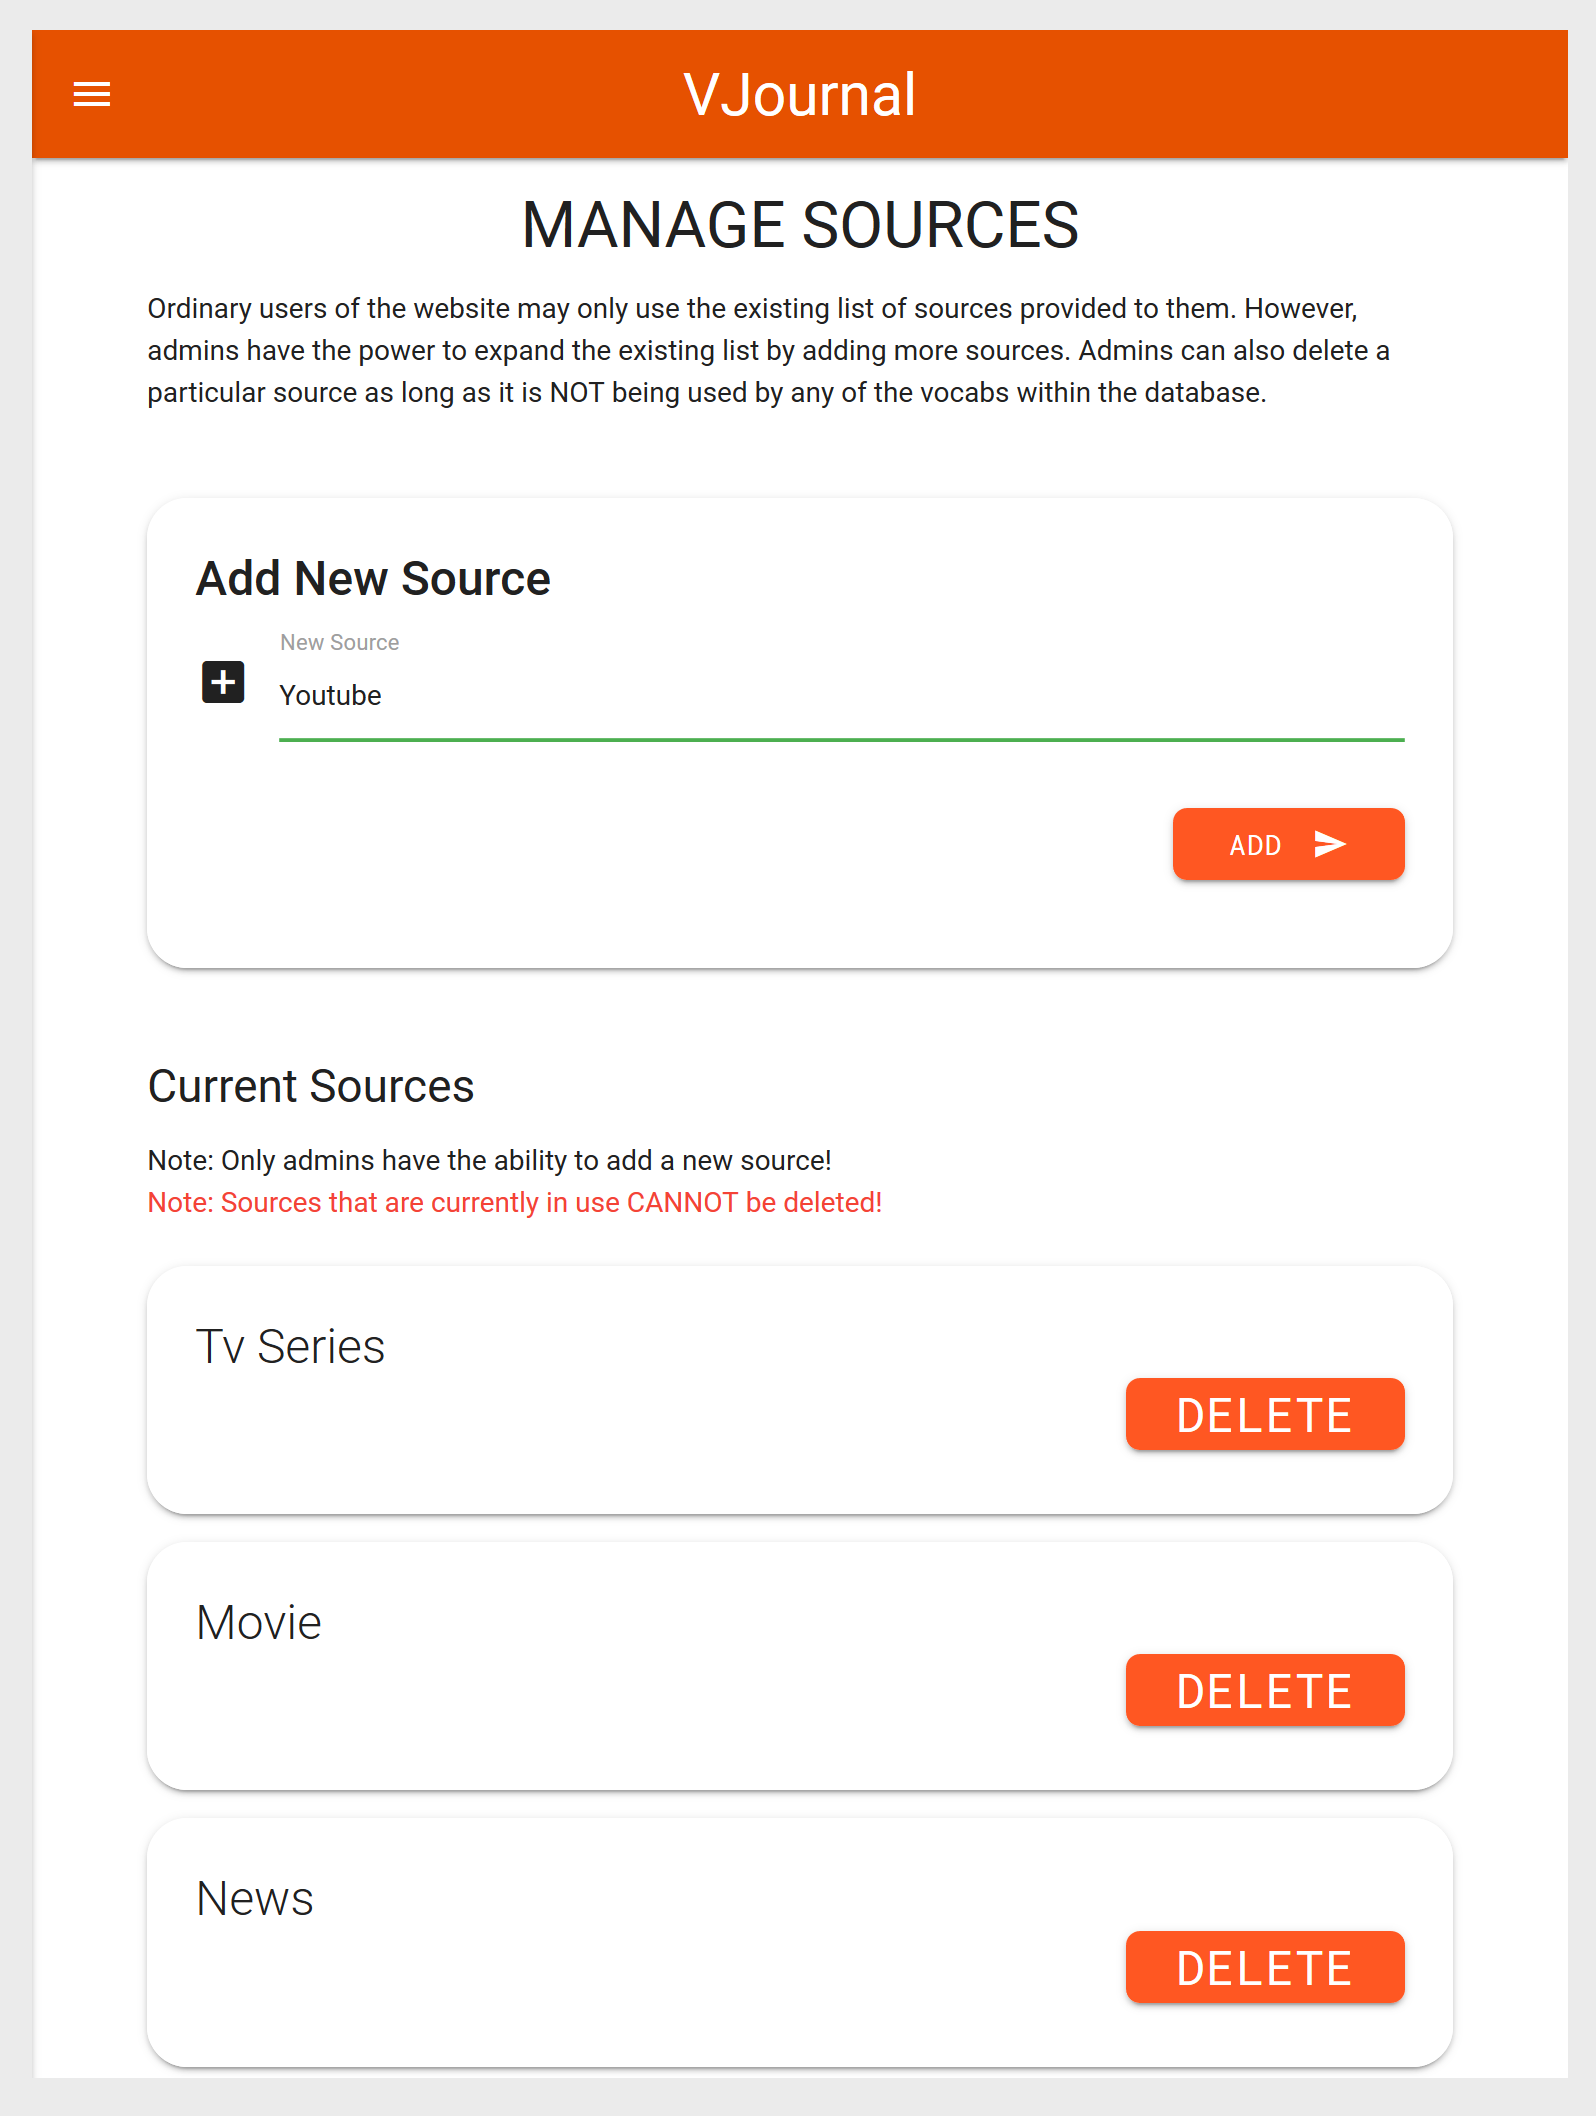 VJournal
MANAGE SOURCES
Ordinary users of the website may only use the existing list of sources provided to them. However,
admins have the power to expand the existing list by adding more sources. Admins can also delete a
particular source as long as it is NOT being used by any of the vocabs within the database.
Add New Source
New Source
Youtube
ADD
Current Sources
Note: Only admins have the ability to add a new source!
Note: Sources that are currently in use CANNOT be deleted!
Tv Series
DELETE
Movie
DELETE
News
DELETE